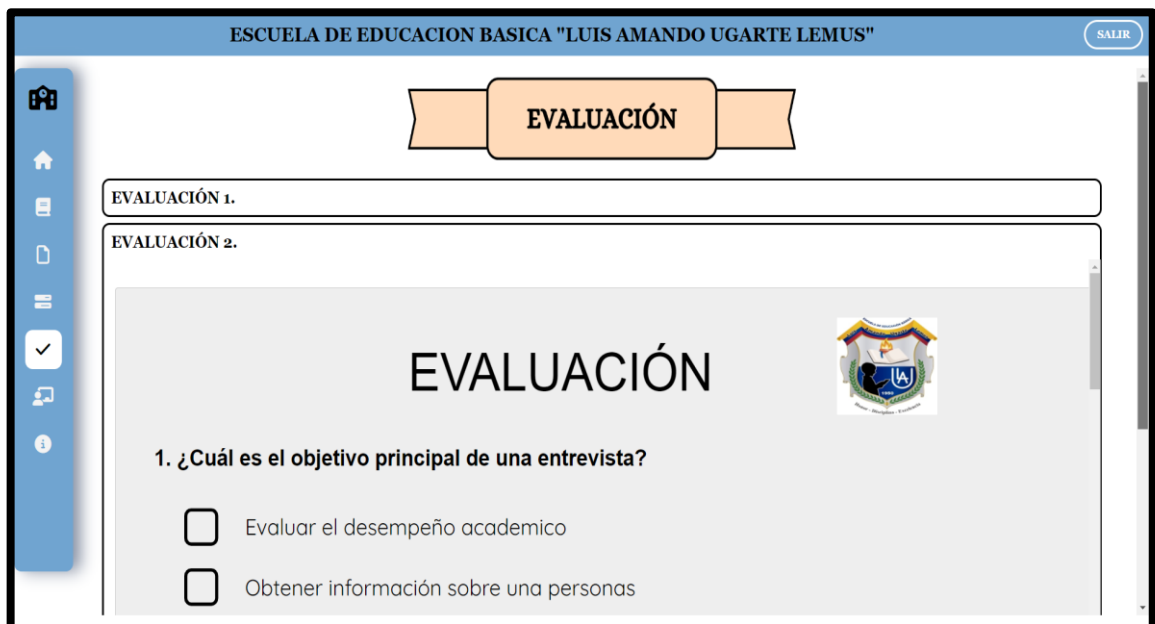 ESCUELA DE EDUCACION BASICA "LUIS AMANDO UGARTE LEMUS"
SALIR
EVALUACIÓN
EVALUACIÓN 1.
EVALUACIÓN 2.
EVALUACIÓN
1. ¿Cuál es el objetivo principal de una entrevista?
Evaluar el desempeño academico
Obtener información sobre una personas